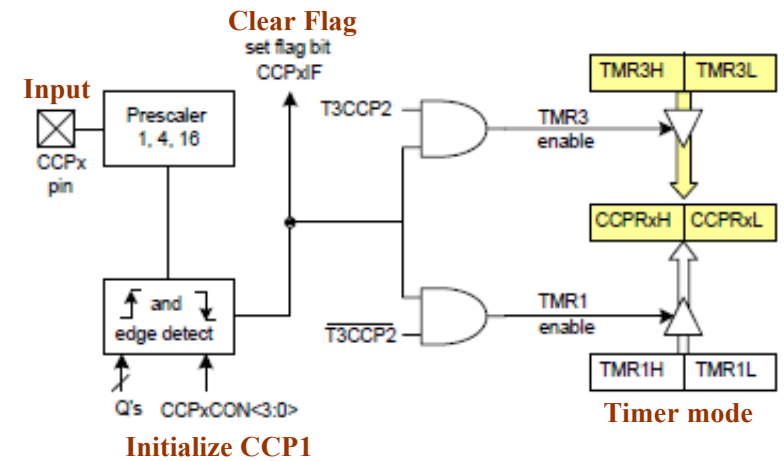 Clear Flag
set flag bit
CCPxIF
Input
Prescaler
1, 4, 16
CCPx
pin
T3CCP2
TMR3
enable
TMR3H TMR3L
CCPRxH CCPRxL
and
edge detect
T3CCP2
TMR1
enable
TMR1H TMR1L
Q's CCPxCON<3:0>
Timer mode
Initialize CCP1